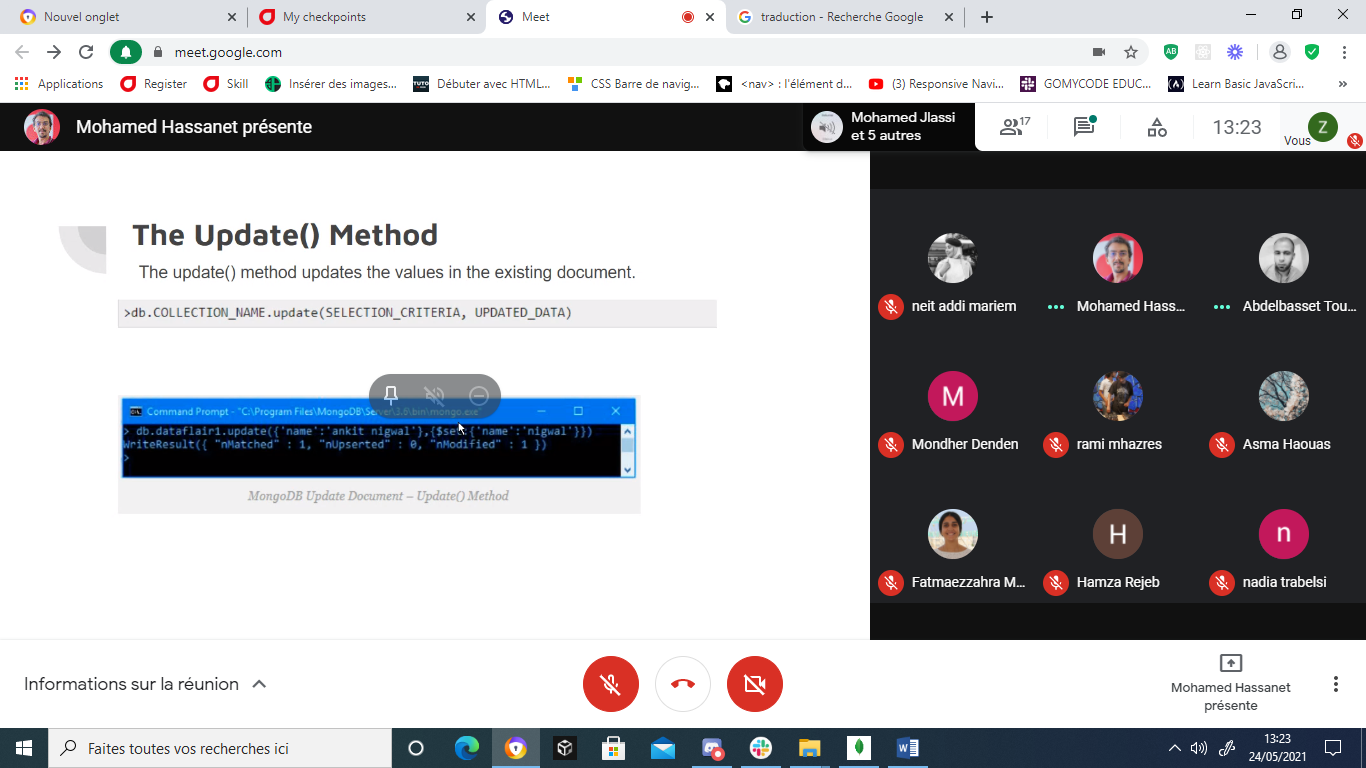 Nouvel onglet
My checkpoints
Meet
traduction - Recherche Google
meet.google.com
Applications
Register
Skill
Insérer des images...
TUTO
Débuter avec HTML...
CSS Barre de navig...
<nav> : l'élément d...
(3) Responsive Navi...
GOMYCODE EDUC...
Learn Basic JavaScri...
»
Mohamed Hassanet présente
Mohamed Jlassi
et 5 autres
17
13:23
Vous
Z
The Update() Method
The update() method updates the values in the existing document.
>db.COLLECTION_NAME.update(SELECTION_CRITERIA, UPDATED_DATA)
Command Prompt - "C:\Program Files\MongoDB\Server\3.6\bin\mongo.exe"
> db.dataflair1.update({'name':'ankit nigwal'},{$set:{'name':'nigwal'}})
WriteResult({ "nMatched" : 1, "nUpserted" : 0, "nModified" : 1 })
>
MongoDB Update Document – Update() Method
neit addi mariem
Mohamed Hass...
Abdelbasset Tou...
M
Mondher Denden
rami mhazres
Asma Haouas
Fatmaezzahra M...
H
Hamza Rejeb
n
nadia trabelsi
Informations sur la réunion
Mohamed Hassanet
présente
Faites toutes vos recherches ici
13:23
24/05/2021